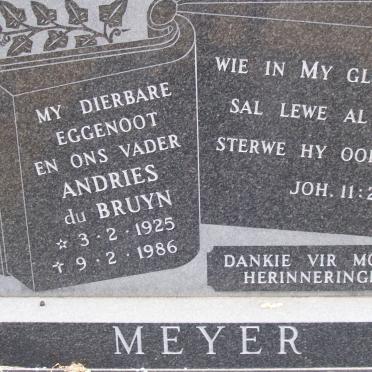 MY DIERBARE
EGGENOOT
EN ONS VADER
ANDRIES
du BRUYN
☆ 3·2·1925
✝ 9·2·1986
WIE IN MY GL
SAL LEWE AL
STERWE HY OO
JOH. 11:2
DANKIE VIR MO
HERINNERING
MEYER